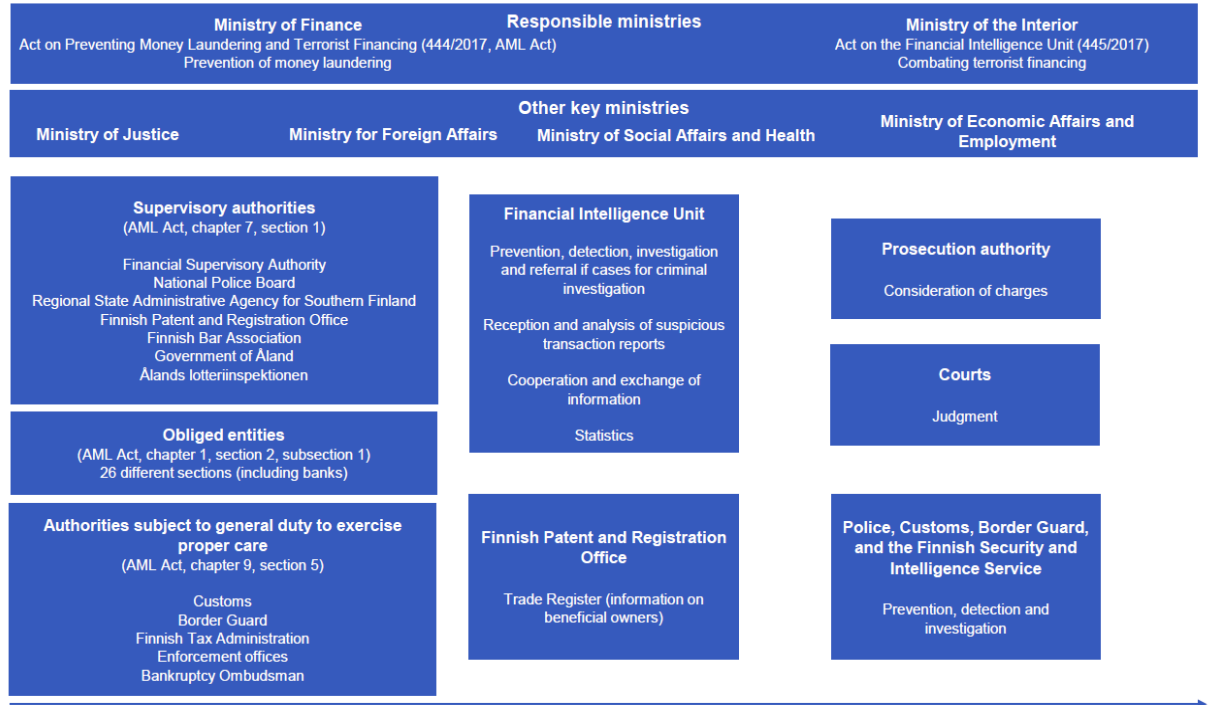 Responsible ministries
Ministry of Finance
Act on Preventing Money Laundering and Terrorist Financing (444/2017, AML Act)
Prevention of money laundering
Ministry of the Interior
Act on the Financial Intelligence Unit (445/2017)
Combating terrorist financing
Other key ministries
Ministry of Justice
Ministry for Foreign Affairs
Ministry of Social Affairs and Health
Ministry of Economic Affairs and
Employment
Supervisory authorities
(AML Act, chapter 7, section 1)
Financial Supervisory Authority
National Police Board
Regional State Administrative Agency for Southern Finland
Finnish Patent and Registration Office
Finnish Bar Association
Government of Åland
Ålands lotteriinspektionen
Obliged entities
(AML Act, chapter 1, section 2, subsection 1)
26 different sections (including banks)
Authorities subject to general duty to exercise
proper care
(AML Act, chapter 9, section 5)
Customs
Border Guard
Finnish Tax Administration
Enforcement offices
Bankruptcy Ombudsman
Financial Intelligence Unit
Prevention, detection, investigation
and referral if cases for criminal
investigation
Reception and analysis of suspicious
transaction reports
Cooperation and exchange of
information
Statistics
Finnish Patent and Registration
Office
Trade Register (information on
beneficial owners)
Prosecution authority
Consideration of charges
Courts
Judgment
Police, Customs, Border Guard,
and the Finnish Security and
Intelligence Service
Prevention, detection and
investigation